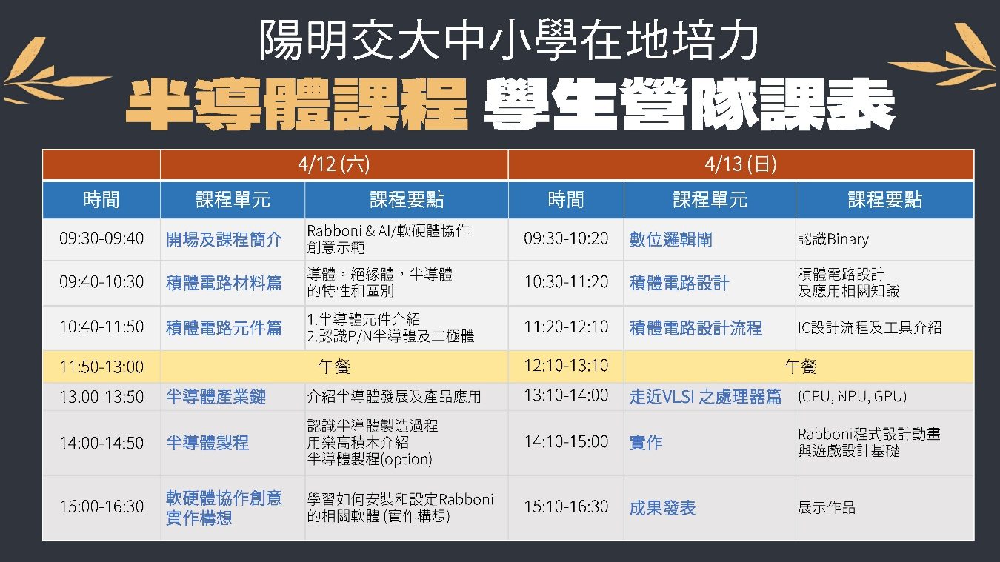 陽明交大中小學在地培力
半導體課程 學生營隊課表
4/12 (六) 4/13 (日)
時間 課程單元 課程要點 時間 課程單元 課程要點
09:30-09:40 開場及課程簡介 Rabboni & AI/軟硬體協作
創意示範
09:30-10:20 數位邏輯閘 認識Binary
09:40-10:30 積體電路材料篇 導體，絕緣體，半導體
的特性和區別
10:30-11:20 積體電路設計 積體電路設計
及應用相關知識
10:40-11:50 積體電路元件篇 1.半導體元件介紹
2.認識P/N半導體及二極體
11:20-12:10 積體電路設計流程 IC設計流程及工具介紹
11:50-13:00 午餐 12:10-13:10 午餐
13:00-13:50 半導體產業鏈 介紹半導體發展及產品應用 13:10-14:00 走近VLSI 之處理器篇 (CPU, NPU, GPU)
14:00-14:50 半導體製程 認識半導體製造過程
用樂高積木介紹
半導體製程(option)
14:10-15:00 實作 Rabboni程式設計動畫
與遊戲設計基礎
15:00-16:30 軟硬體協作創意
實作構想
學習如何安裝和設定Rabboni
的相關軟體 (實作構想)
15:10-16:30 成果發表 展示作品